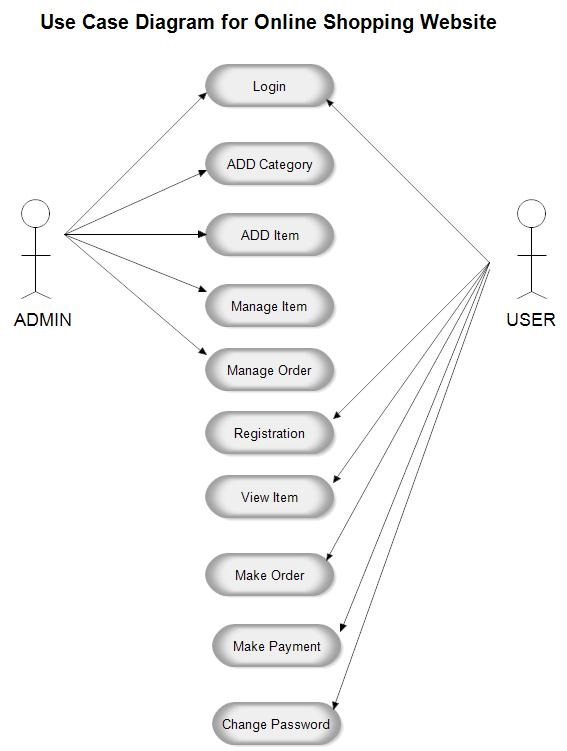 Use Case Diagram for Online Shopping Website
Login
ADD Category
ADD Item
Manage Item
ADMIN
USER
Manage Order
Registration
View Item
Make Order
Make Payment
Change Password